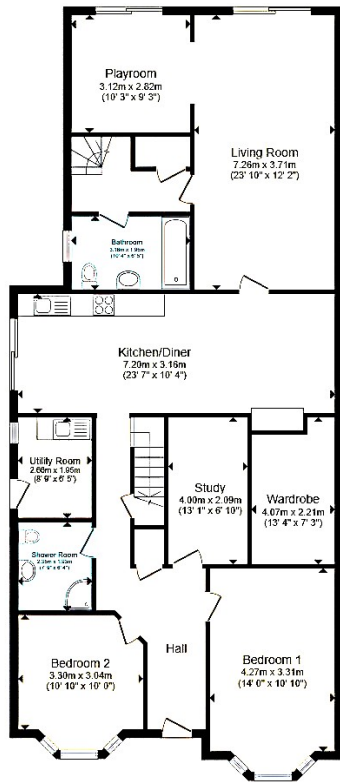 Playroom
3.12m x 2.82m
(10' 3" x 9' 3")
Living Room
7.26m x 3.71m
(23' 10" x 12' 2")
Bathroom
Kitchen/Diner
7.20m x 3.16m
(23' 7" x 10' 4")
Utility Room
2.66m x 1.95m
(8' 9" x 6' 5")
Study
4.00m x 2.09m
(13' 1" x 6' 10")
Wardrobe
4.07m x 2.21m
(13' 4" x 7' 3")
Shower Room
Hall
Bedroom 2
3.30m x 3.04m
(10' 10" x 10' 0")
Bedroom 1
4.27m x 3.31m
(14' 0" x 10' 10")